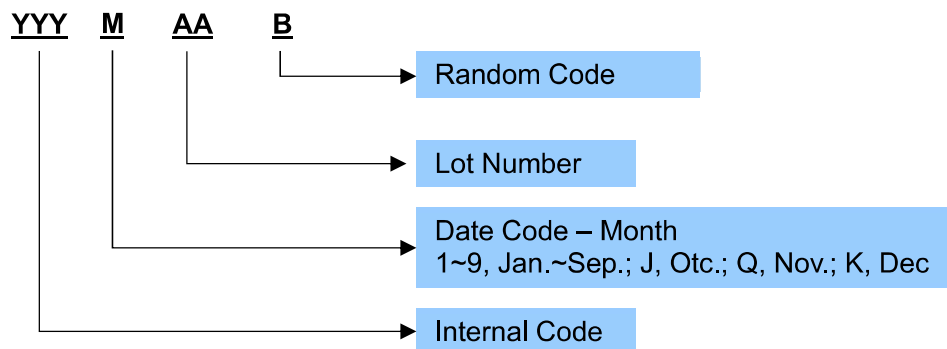 YYY M AA B
Random Code
Lot Number
Date Code – Month
1~9, Jan.~Sep.; J, Otc.; Q, Nov.; K, Dec
Internal Code